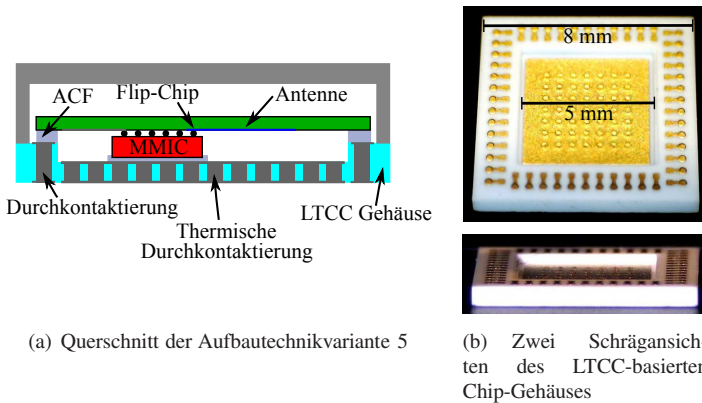 ACF
Flip-Chip
Antenne
MMIC
Durchkontaktierung
Thermische
Durchkontaktierung
LTCC Gehäuse
(a) Querschnitt der Aufbautechnikvariante 5
8 mm
5 mm
(b) Zwei Schrägansich-
ten des LTCC-basierten
Chip-Gehäuses